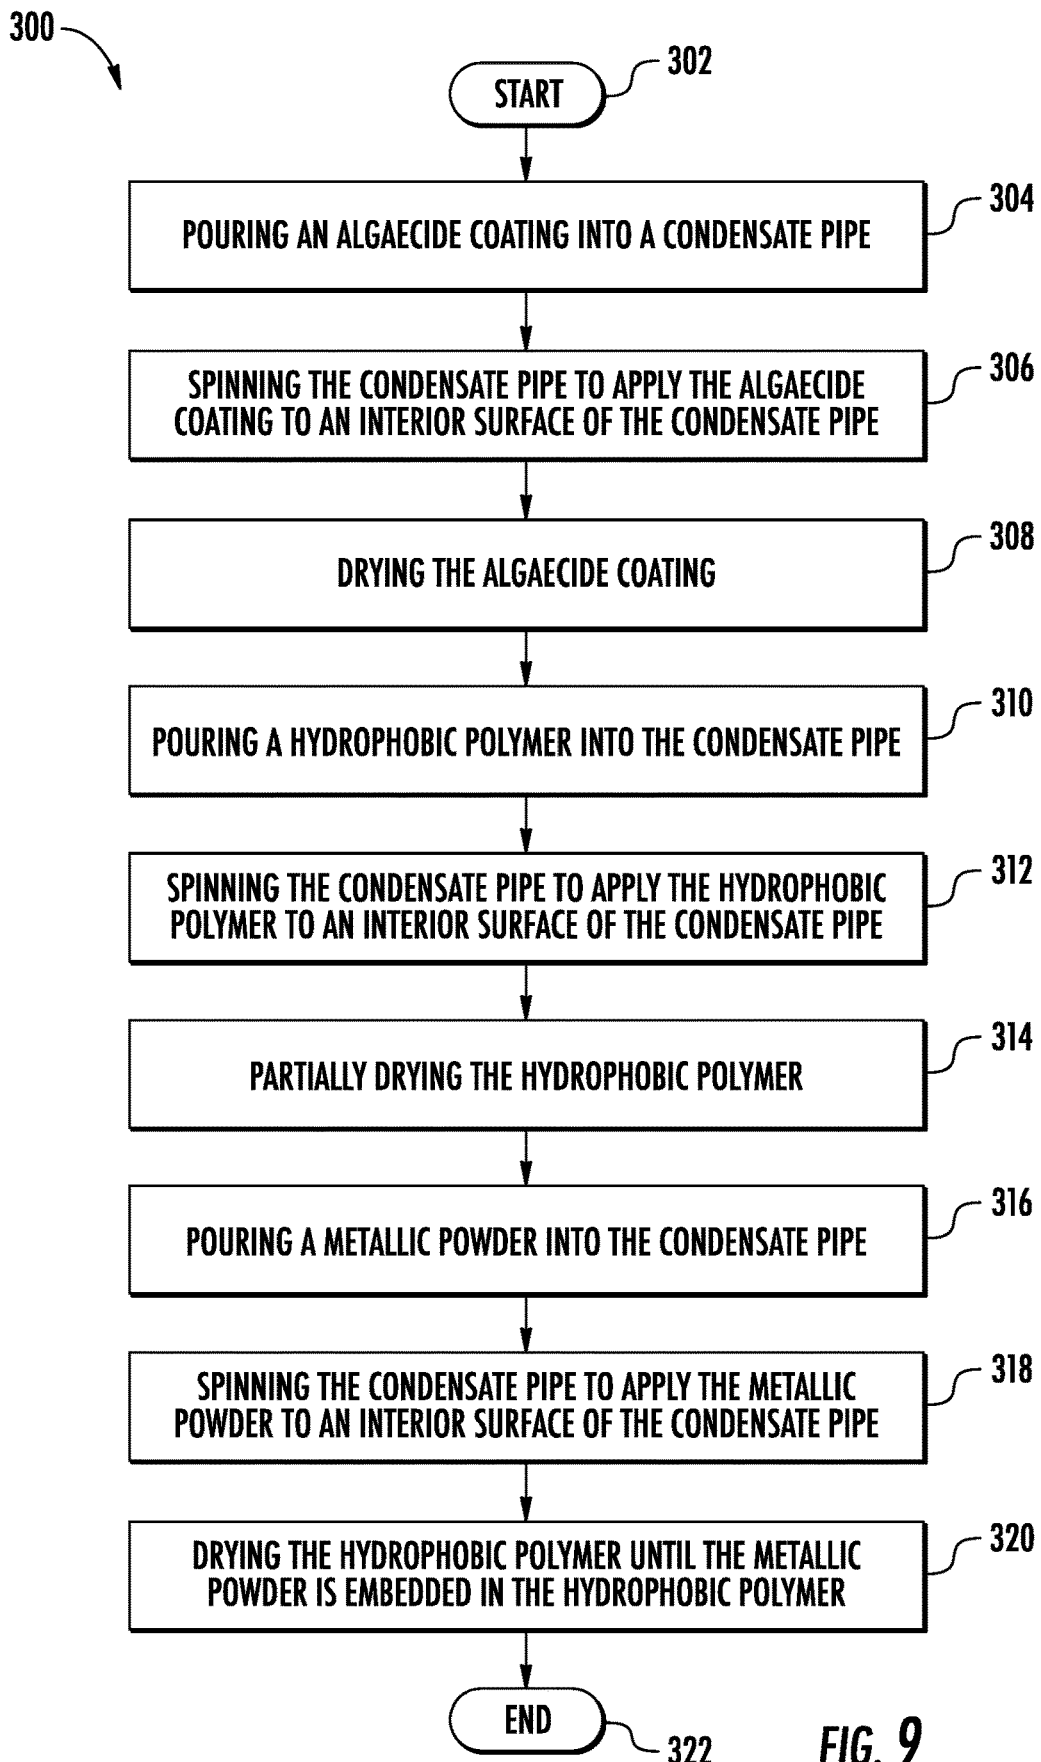 300
START
302
POURING AN ALGAECIDE COATING INTO A CONDENSATE PIPE
304
SPINNING THE CONDENSATE PIPE TO APPLY THE ALGAECIDE
COATING TO AN INTERIOR SURFACE OF THE CONDENSATE PIPE
306
DRYING THE ALGAECIDE COATING
308
POURING A HYDROPHOBIC POLYMER INTO THE CONDENSATE PIPE
310
SPINNING THE CONDENSATE PIPE TO APPLY THE HYDROPHOBIC
POLYMER TO AN INTERIOR SURFACE OF THE CONDENSATE PIPE
312
PARTIALLY DRYING THE HYDROPHOBIC POLYMER
314
POURING A METALLIC POWDER INTO THE CONDENSATE PIPE
316
SPINNING THE CONDENSATE PIPE TO APPLY THE METALLIC
POWDER TO AN INTERIOR SURFACE OF THE CONDENSATE PIPE
318
DRYING THE HYDROPHOBIC POLYMER UNTIL THE METALLIC
POWDER IS EMBEDDED IN THE HYDROPHOBIC POLYMER
320
END
322
FIG. 9